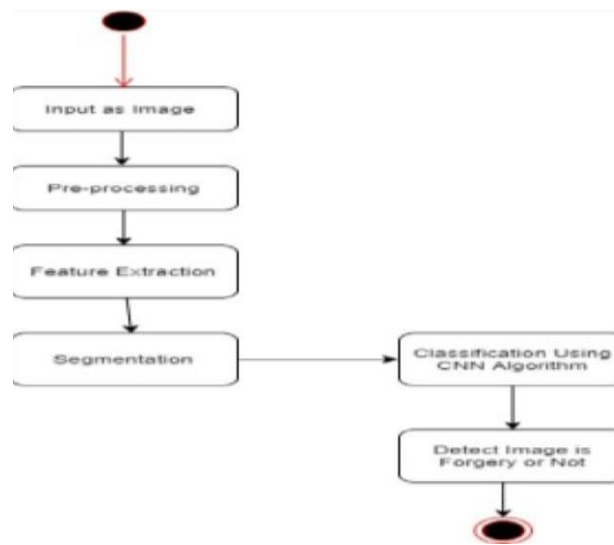 Input as Image
Pre-processing
Feature Extraction
Segmentation
Classification Using
CNN Algorithm
Detect Image is
Forgery or Not